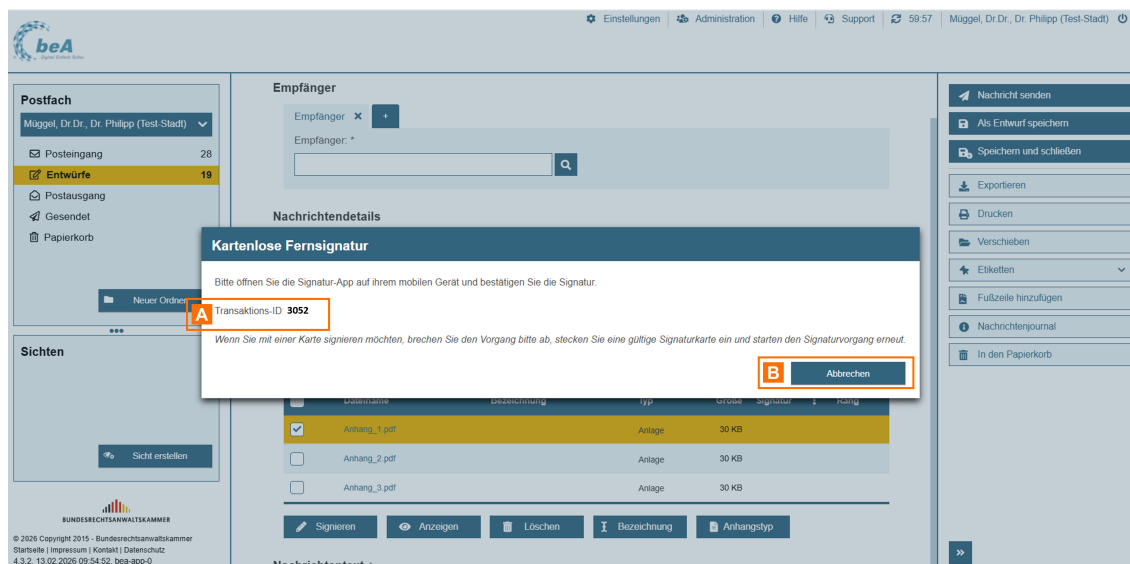 Einstellungen
Administration
Hilfe
Support
59:57
Müggel, Dr.Dr., Dr. Philipp (Test-Stadt)
beA
Postfach
Müggel, Dr.Dr., Dr. Philipp (Test-Stadt)
Posteingang 28
Entwürfe 19
Postausgang
Gesendet
Papierkorb
Neuer Ordner
Sichten
Sicht erstellen
BUNDESRECHTSANWALTSKAMMER
© 2026 Copyright 2015 - Bundesrechtsanwaltskammer
Startseite | Impressum | Kontakt | Datenschutz
4.3.2, 13.02.2026 09:54:52, bea-app-0
Empfänger
Empfänger ✕ +
Empfänger: *
Nachrichtendetails
Kartenlose Fernsignatur
Bitte öffnen Sie die Signatur-App auf ihrem mobilen Gerät und bestätigen Sie die Signatur.
A
Transaktions-ID 3052
Wenn Sie mit einer Karte signieren möchten, brechen Sie den Vorgang bitte ab, stecken Sie eine gültige Signaturkarte ein und starten den Signaturvorgang erneut.
B
Abbrechen
Dateiname Bezeichnung Typ Größe Signatur Rang
Anhang_1.pdf Anlage 30 KB
Anhang_2.pdf Anlage 30 KB
Anhang_3.pdf Anlage 30 KB
Signieren
Anzeigen
Löschen
Bezeichnung
Anhangstyp
Nachrichtentext
Nachricht senden
Als Entwurf speichern
Speichern und schließen
Exportieren
Drucken
Verschieben
Etiketten
Fußzeile hinzufügen
Nachrichtenjournal
In den Papierkorb